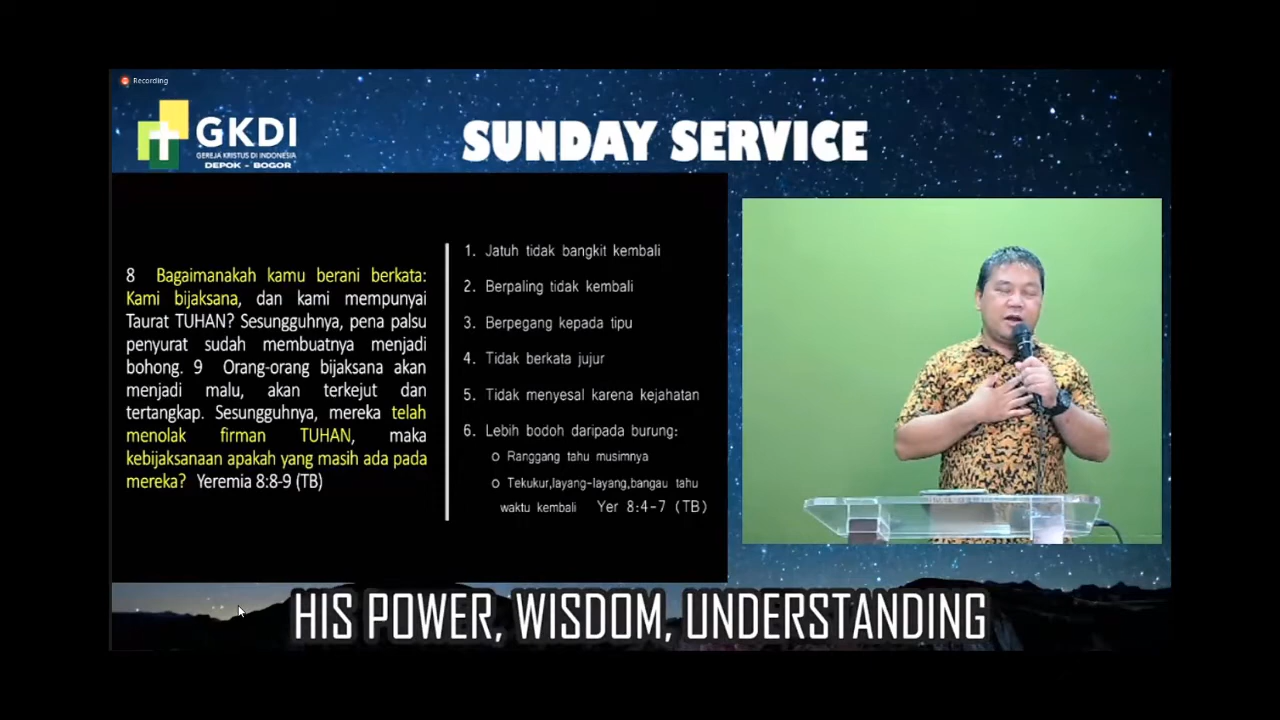 Recording
GKDI
GEREJA KRISTUS DI INDONESIA
DEPOK - BOGOR
SUNDAY SERVICE
8 Bagaimanakah kamu berani berkata:
Kami bijaksana, dan kami mempunyai
Taurat TUHAN? Sesungguhnya, pena palsu
penyurat sudah membuatnya menjadi
bohong. 9 Orang-orang bijaksana akan
menjadi malu, akan terkejut dan
tertangkap. Sesungguhnya, mereka telah
menolak firman TUHAN, maka
kebijaksanaan apakah yang masih ada pada
mereka? Yeremia 8:8-9 (TB)
1. Jatuh tidak bangkit kembali
2. Berpaling tidak kembali
3. Berpegang kepada tipu
4. Tidak berkata jujur
5. Tidak menyesal karena kejahatan
6. Lebih bodoh daripada burung:
o Ranggang tahu musimnya
o Tekukur,layang-layang,bangau tahu
waktu kembali Yer 8:4-7 (TB)
HIS POWER, WISDOM, UNDERSTANDING